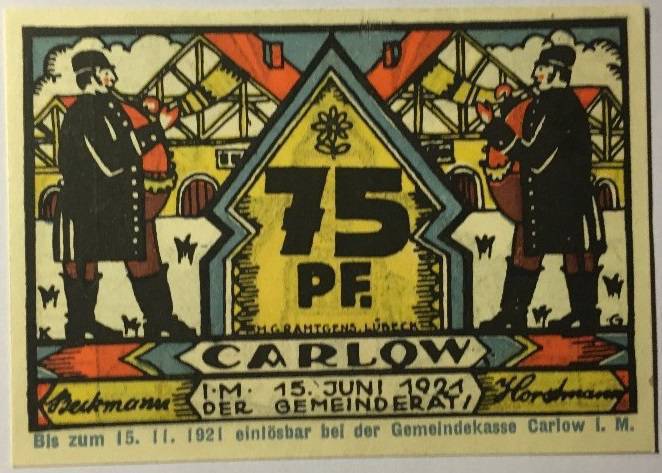 75
PF.
H.G.RAMTGENS. LÜBECK
K
G
CARLOW
Beckmann
I.M. 15. JUNI 1921
DER GEMEINDERAT!
Horstmann
Bis zum 15. 11. 1921 einlösbar bei der Gemeindekasse Carlow i. M.